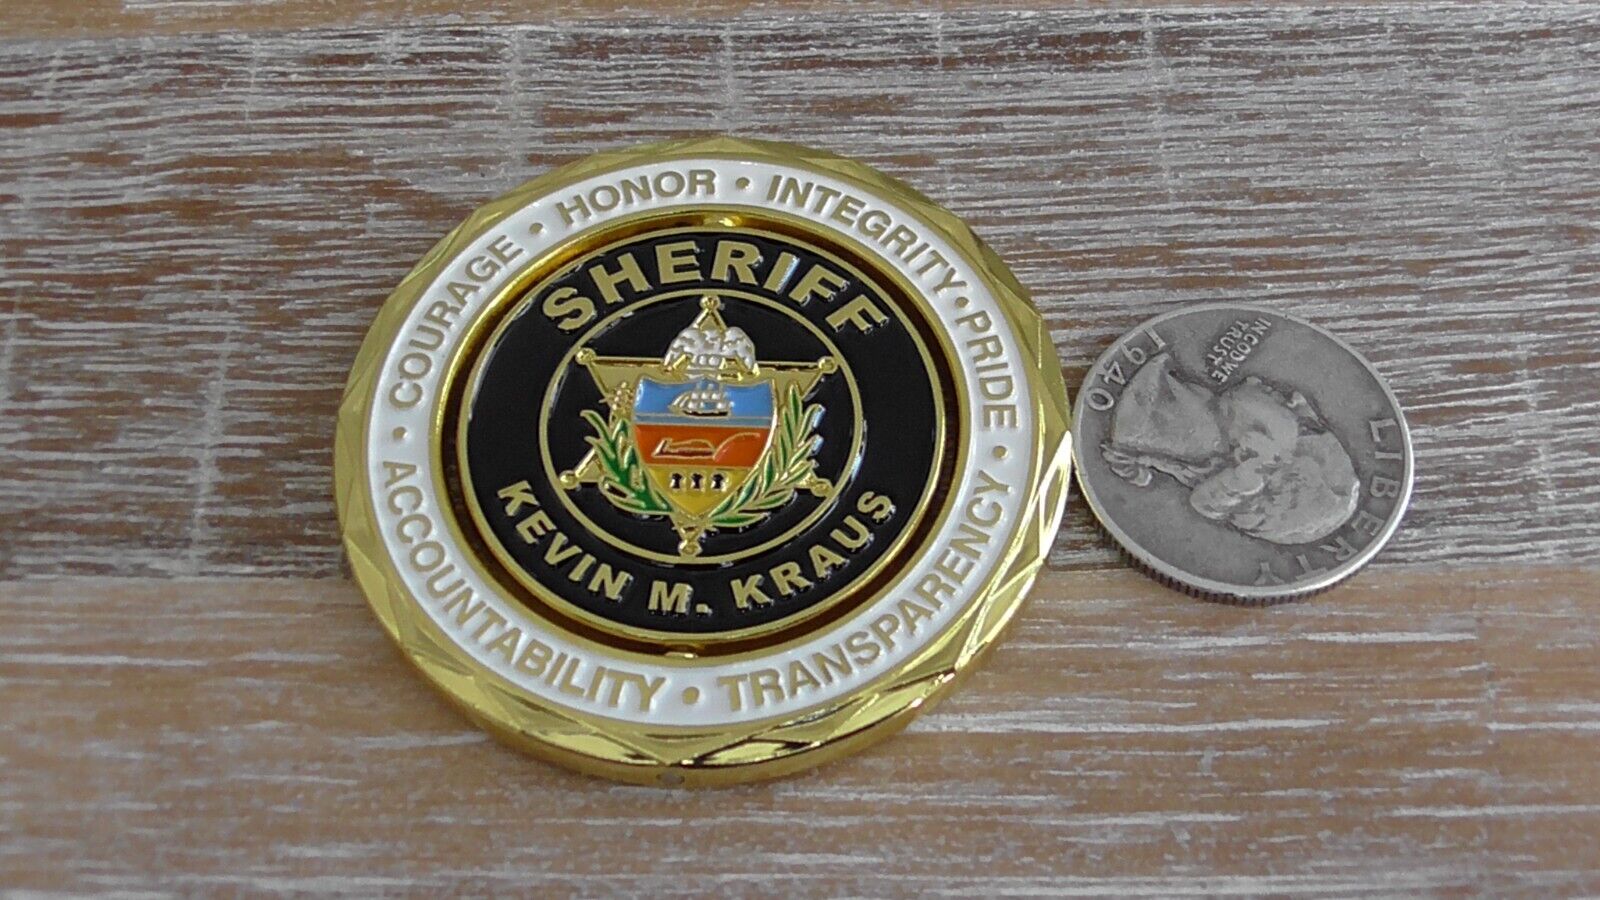 COURAGE • HONOR • INTEGRITY • PRIDE • TRANSPARENCY • ACCOUNTABILITY •
SHERIFF
KEVIN M. KRAUS
LIBERTY
IN GOD WE
TRUST
1940